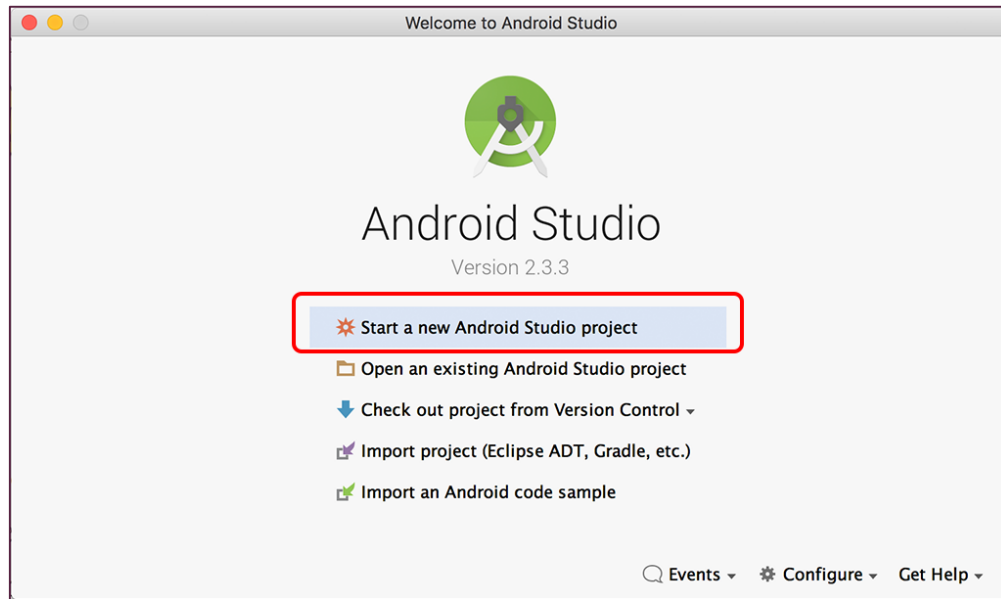 Welcome to Android Studio
Android Studio
Version 2.3.3
Start a new Android Studio project
Open an existing Android Studio project
Check out project from Version Control
Import project (Eclipse ADT, Gradle, etc.)
Import an Android code sample
Events Configure Get Help